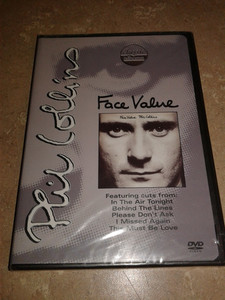 Phil Collins
Face Value
Featuring cuts from:
In The Air Tonight
Behind The Lines
Please Don't Ask
I Missed Again
This Must Be Love
DVD